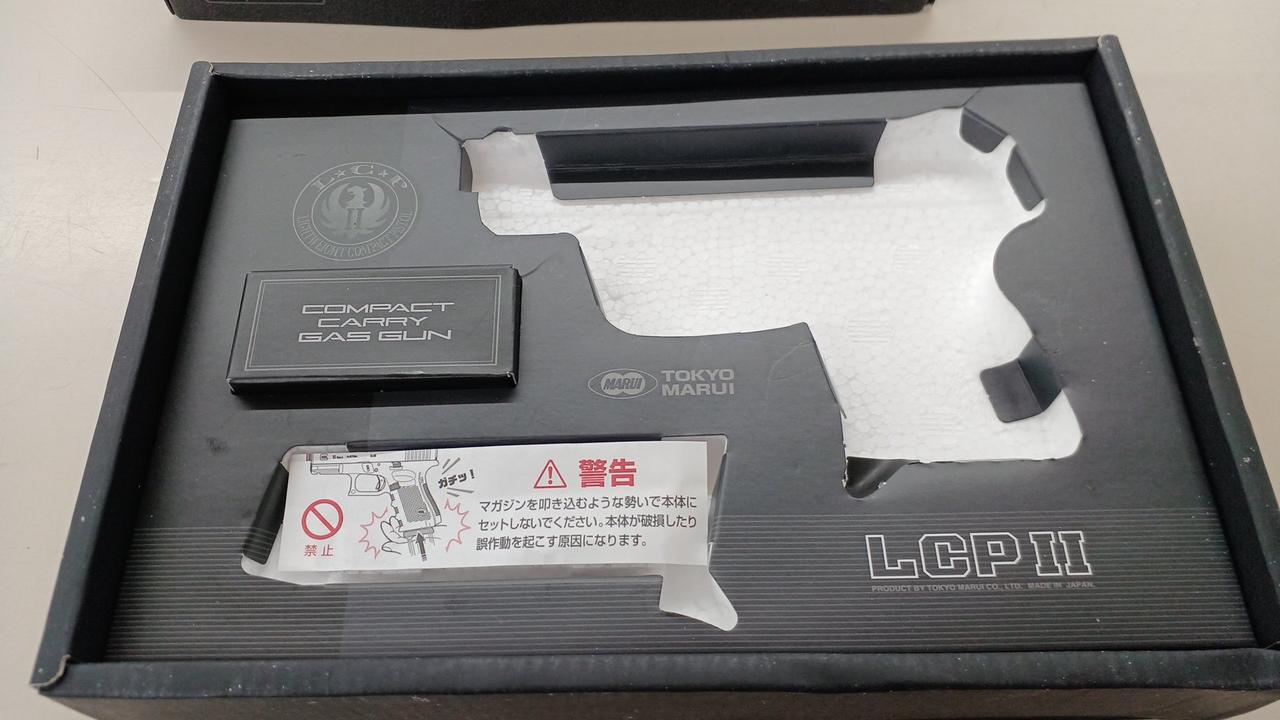 L★C★P
LIGHTWEIGHT COMPACT PISTOL
COMPACT
CARRY
GAS GUN
MARUI
TOKYO
MARUI
ガチッ!
警告
禁止
マガジンを叩き込むような勢いで本体に
セットしないでください。本体が破損したり
誤作動を起こす原因になります。
LCP II
PRODUCT BY TOKYO MARUI CO., LTD. MADE IN JAPAN.